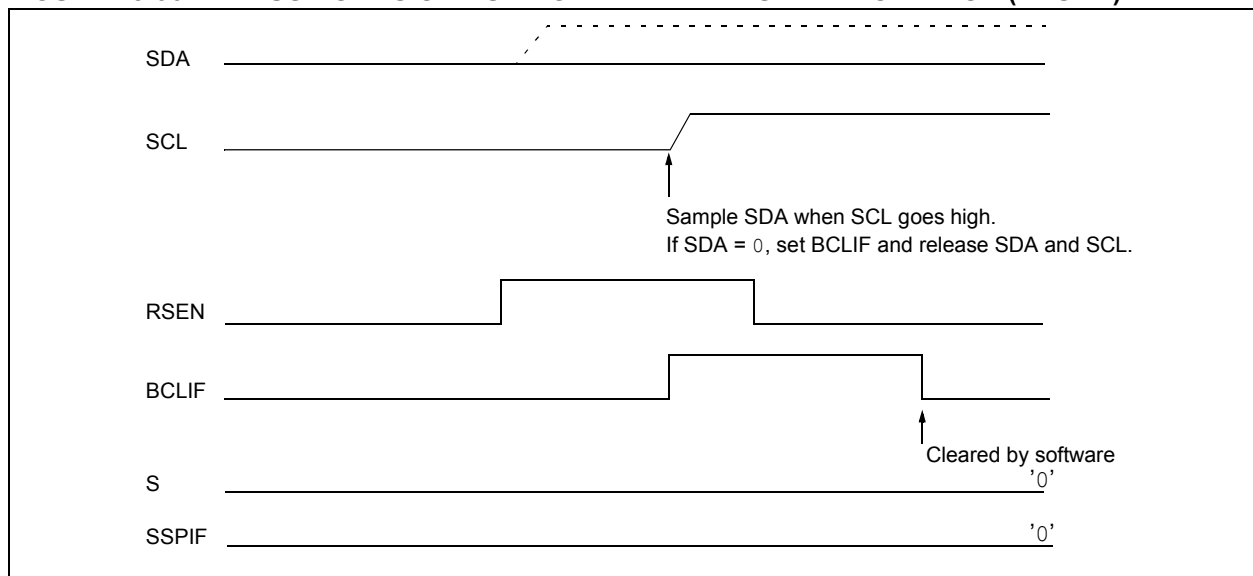 SDA
SCL
Sample SDA when SCL goes high.
If SDA = 0, set BCLIF and release SDA and SCL.
RSEN
BCLIF
Cleared by software
S
'0'
SSPIF
'0'